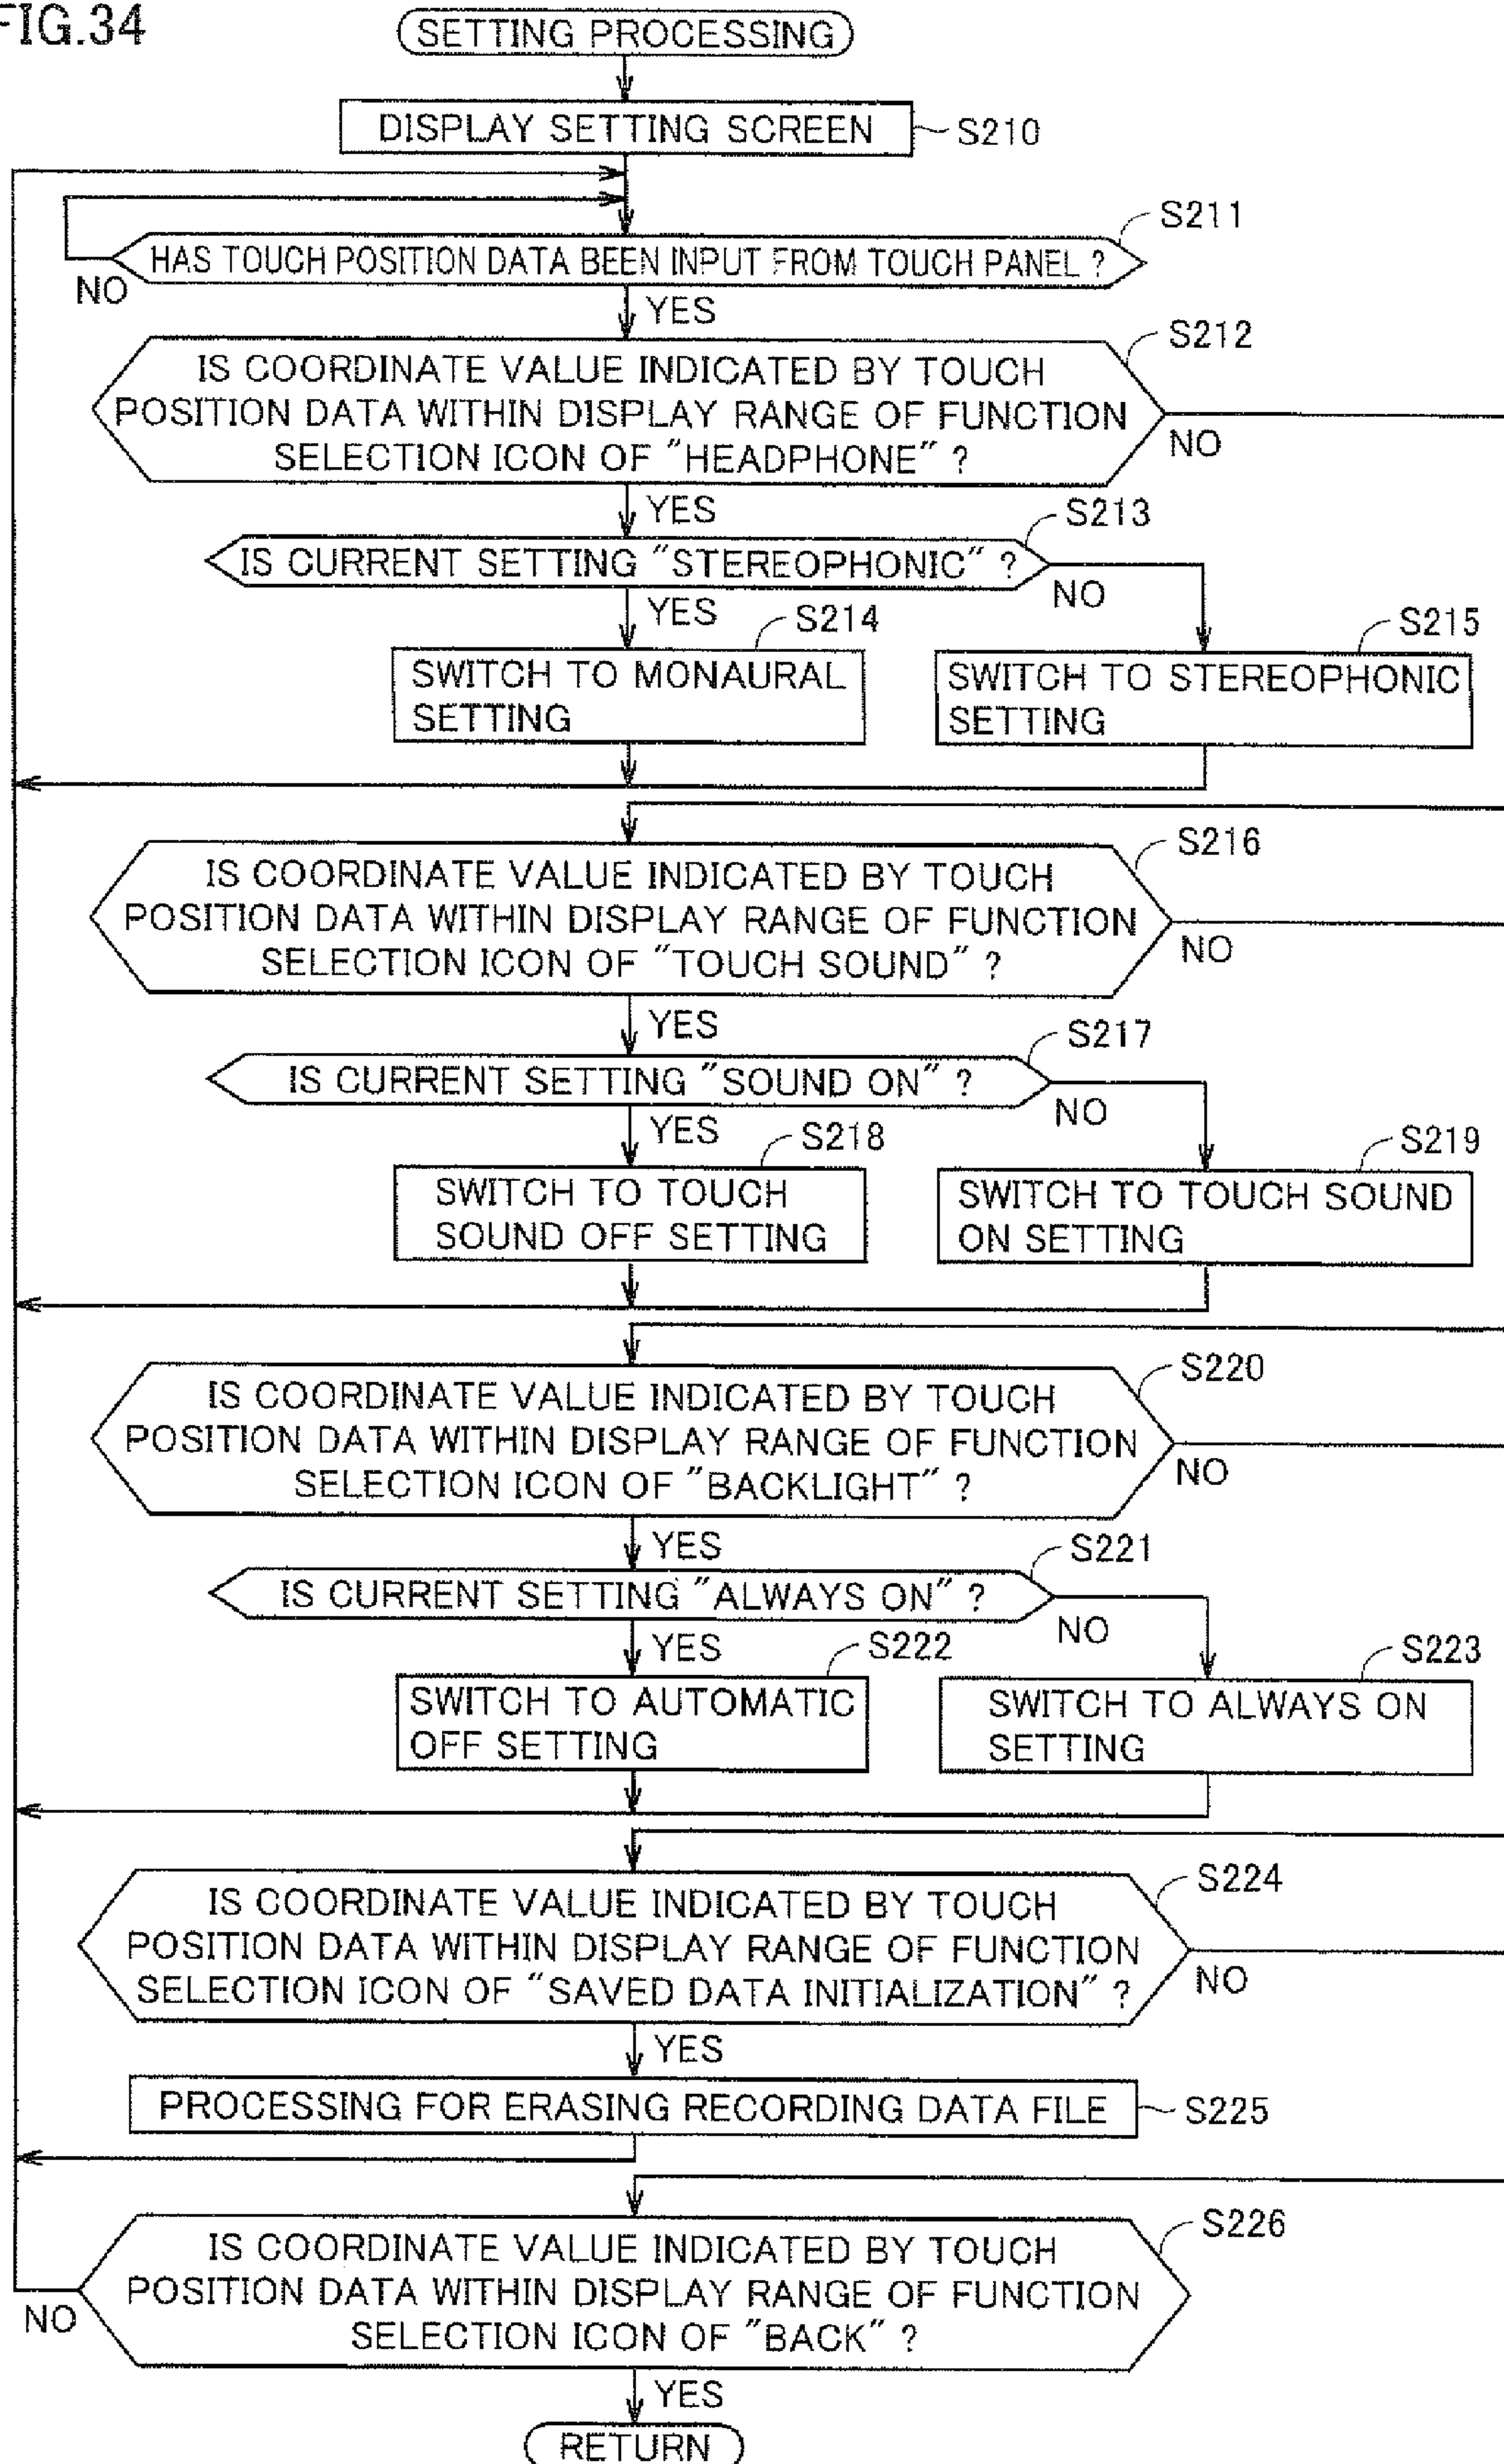 FIG.34
SETTING PROCESSING
DISPLAY SETTING SCREEN
S210
S211
HAS TOUCH POSITION DATA BEEN INPUT FROM TOUCH PANEL ?
NO
YES
S212
IS COORDINATE VALUE INDICATED BY TOUCH
POSITION DATA WITHIN DISPLAY RANGE OF FUNCTION
SELECTION ICON OF "HEADPHONE" ?
NO
YES
S213
IS CURRENT SETTING "STEREOPHONIC" ?
NO
YES
S214
S215
SWITCH TO MONAURAL
SETTING
SWITCH TO STEREOPHONIC
SETTING
S216
IS COORDINATE VALUE INDICATED BY TOUCH
POSITION DATA WITHIN DISPLAY RANGE OF FUNCTION
SELECTION ICON OF "TOUCH SOUND" ?
NO
YES
S217
IS CURRENT SETTING "SOUND ON" ?
NO
YES
S218
S219
SWITCH TO TOUCH
SOUND OFF SETTING
SWITCH TO TOUCH SOUND
ON SETTING
S220
IS COORDINATE VALUE INDICATED BY TOUCH
POSITION DATA WITHIN DISPLAY RANGE OF FUNCTION
SELECTION ICON OF "BACKLIGHT" ?
NO
YES
S221
IS CURRENT SETTING "ALWAYS ON" ?
NO
YES
S222
S223
SWITCH TO AUTOMATIC
OFF SETTING
SWITCH TO ALWAYS ON
SETTING
S224
IS COORDINATE VALUE INDICATED BY TOUCH
POSITION DATA WITHIN DISPLAY RANGE OF FUNCTION
SELECTION ICON OF "SAVED DATA INITIALIZATION" ?
NO
YES
PROCESSING FOR ERASING RECORDING DATA FILE
S225
S226
IS COORDINATE VALUE INDICATED BY TOUCH
POSITION DATA WITHIN DISPLAY RANGE OF FUNCTION
SELECTION ICON OF "BACK" ?
NO
YES
RETURN